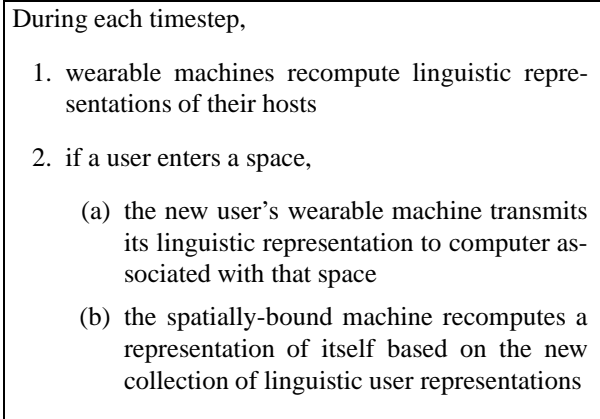 During each timestep,
1. wearable machines recompute linguistic repre-
sentations of their hosts
2. if a user enters a space,
(a) the new user's wearable machine transmits
its linguistic representation to computer as-
sociated with that space
(b) the spatially-bound machine recomputes a
representation of itself based on the new
collection of linguistic user representations